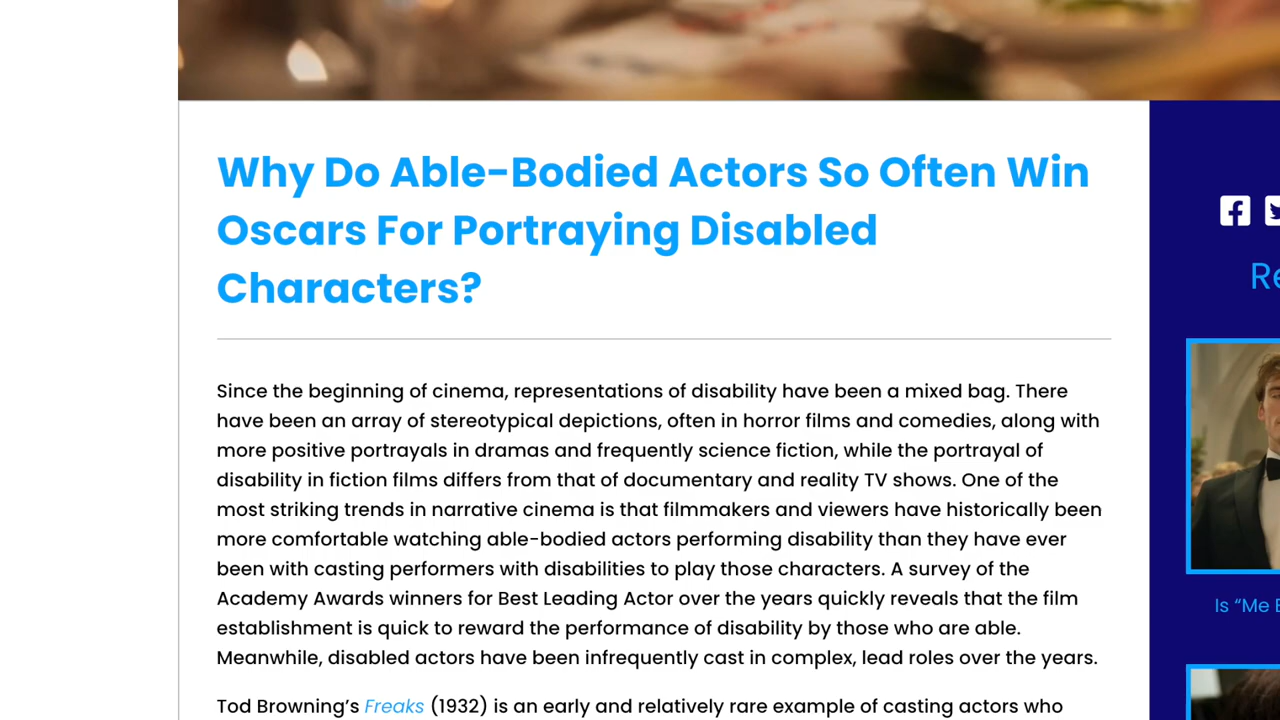 Why Do Able-Bodied Actors So Often Win
Oscars For Portraying Disabled
Characters?
Since the beginning of cinema, representations of disability have been a mixed bag. There
have been an array of stereotypical depictions, often in horror films and comedies, along with
more positive portrayals in dramas and frequently science fiction, while the portrayal of
disability in fiction films differs from that of documentary and reality TV shows. One of the
most striking trends in narrative cinema is that filmmakers and viewers have historically been
more comfortable watching able-bodied actors performing disability than they have ever
been with casting performers with disabilities to play those characters. A survey of the
Academy Awards winners for Best Leading Actor over the years quickly reveals that the film
establishment is quick to reward the performance of disability by those who are able.
Meanwhile, disabled actors have been infrequently cast in complex, lead roles over the years.
Tod Browning’s Freaks (1932) is an early and relatively rare example of casting actors who
Re
Is “Me